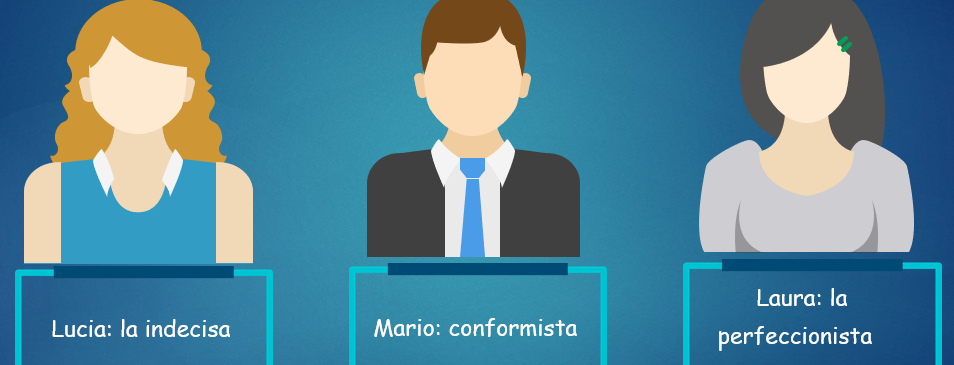 Lucia: la indecisa
Mario: conformista
Laura: la
perfeccionista